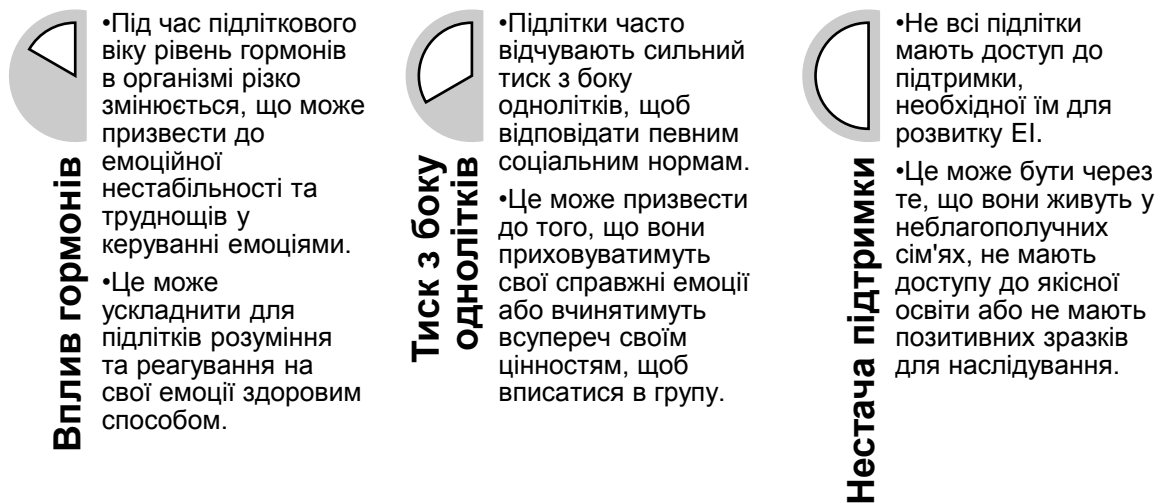 Вплив гормонів
•Під час підліткового
віку рівень гормонів
в організмі різко
змінюється, що може
призвести до
емоційної
нестабільності та
труднощів у
керуванні емоціями.
•Це може
ускладнити для
підлітків розуміння
та реагування на
свої емоції здоровим
способом.
Тиск з боку
однолітків
•Підлітки часто
відчувають сильний
тиск з боку
однолітків, щоб
відповідати певним
соціальним нормам.
•Це може призвести
до того, що вони
приховуватимуть
свої справжні емоції
або вчинятимуть
всупереч своїм
цінностям, щоб
вписатися в групу.
Нестача підтримки
•Не всі підлітки
мають доступ до
підтримки,
необхідної їм для
розвитку ЕІ.
•Це може бути через
те, що вони живуть у
неблагополучних
сім'ях, не мають
доступу до якісної
освіти або не мають
позитивних зразків
для наслідування.